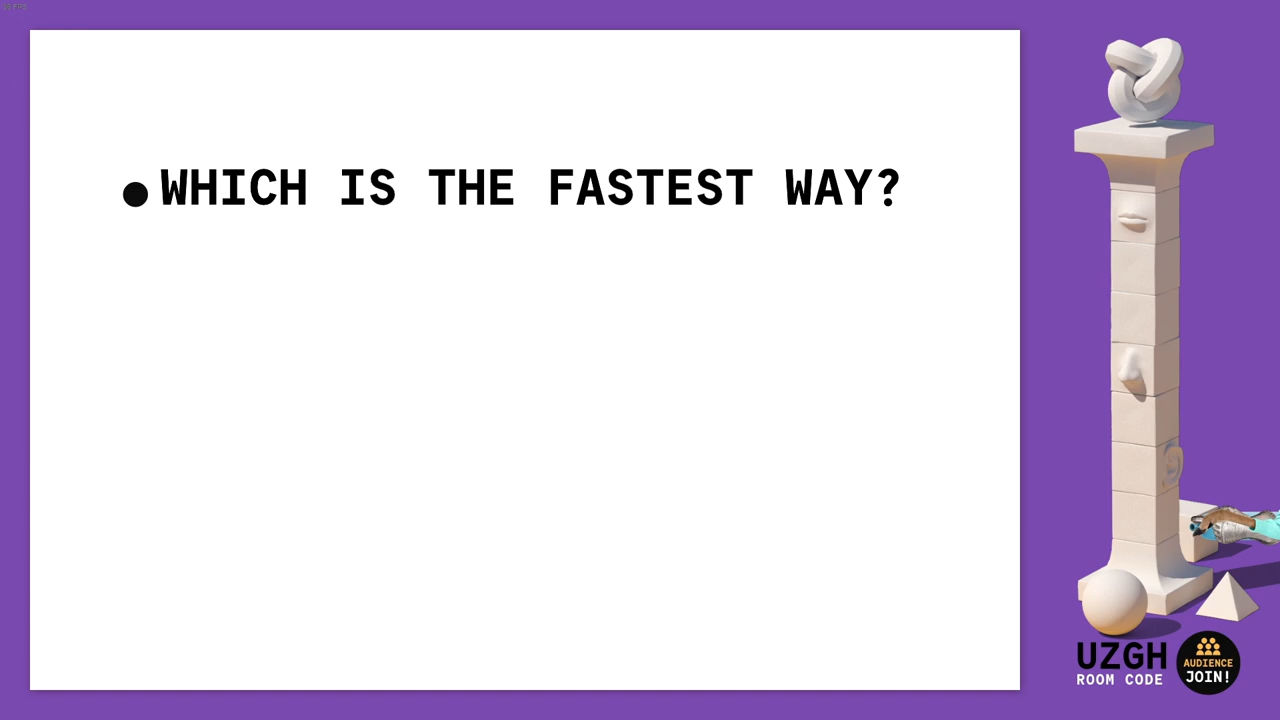 ● WHICH IS THE FASTEST WAY?
UZGH
ROOM CODE
AUDIENCE
JOIN!